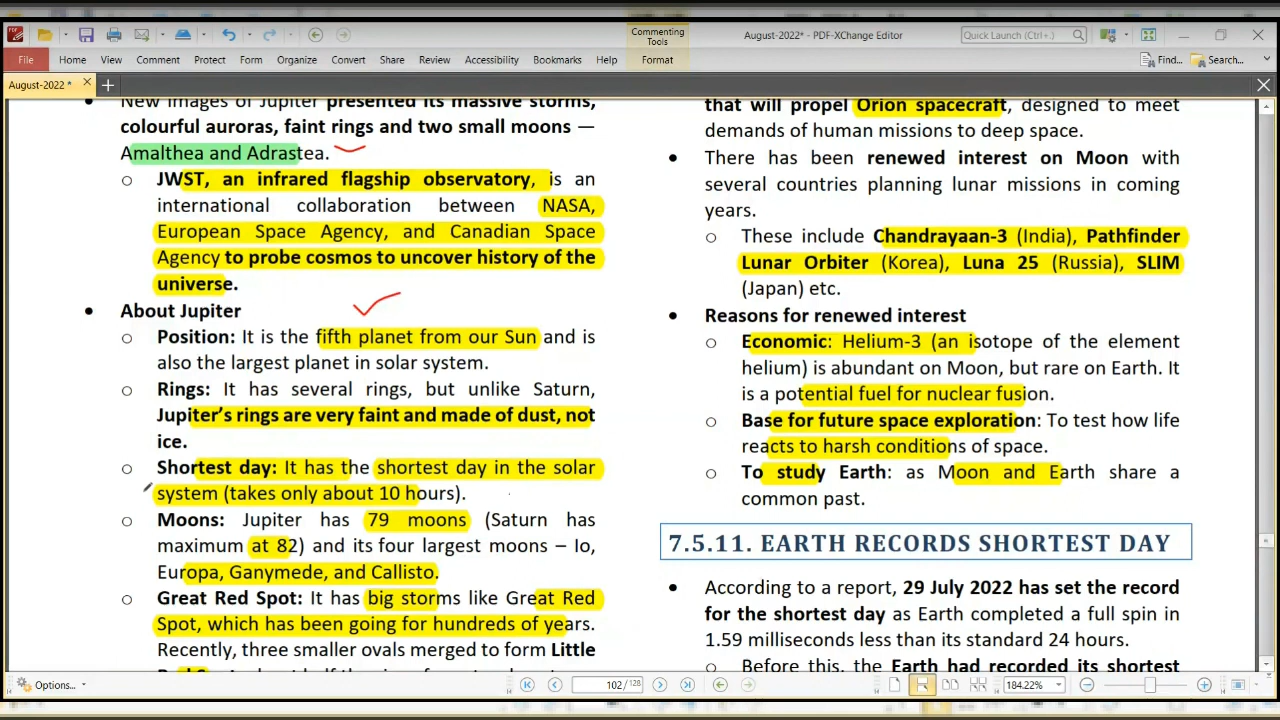 Commenting
Tools
August-2022* - PDF-XChange Editor
Quick Launch (Ctrl+.)
File
Home
View
Comment
Protect
Form
Organize
Convert
Share
Review
Accessibility
Bookmarks
Help
Format
Find...
Search...
August-2022 *
New images of Jupiter presented its massive storms,
colourful auroras, faint rings and two small moons —
Amalthea and Adrastea.
o JWST, an infrared flagship observatory, is an
international collaboration between NASA,
European Space Agency, and Canadian Space
Agency to probe cosmos to uncover history of the
universe.
• About Jupiter
o Position: It is the fifth planet from our Sun and is
also the largest planet in solar system.
o Rings: It has several rings, but unlike Saturn,
Jupiter’s rings are very faint and made of dust, not
ice.
o Shortest day: It has the shortest day in the solar
system (takes only about 10 hours).
o Moons: Jupiter has 79 moons (Saturn has
maximum at 82) and its four largest moons – Io,
Europa, Ganymede, and Callisto.
o Great Red Spot: It has big storms like Great Red
Spot, which has been going for hundreds of years.
Recently, three smaller ovals merged to form Little
that will propel Orion spacecraft, designed to meet
demands of human missions to deep space.
• There has been renewed interest on Moon with
several countries planning lunar missions in coming
years.
o These include Chandrayaan-3 (India), Pathfinder
Lunar Orbiter (Korea), Luna 25 (Russia), SLIM
(Japan) etc.
• Reasons for renewed interest
o Economic: Helium-3 (an isotope of the element
helium) is abundant on Moon, but rare on Earth. It
is a potential fuel for nuclear fusion.
o Base for future space exploration: To test how life
reacts to harsh conditions of space.
o To study Earth: as Moon and Earth share a
common past.
7.5.11. EARTH RECORDS SHORTEST DAY
• According to a report, 29 July 2022 has set the record
for the shortest day as Earth completed a full spin in
1.59 milliseconds less than its standard 24 hours.
o Before this, the Earth had recorded its shortest
Options...
102 / 128
184.22%